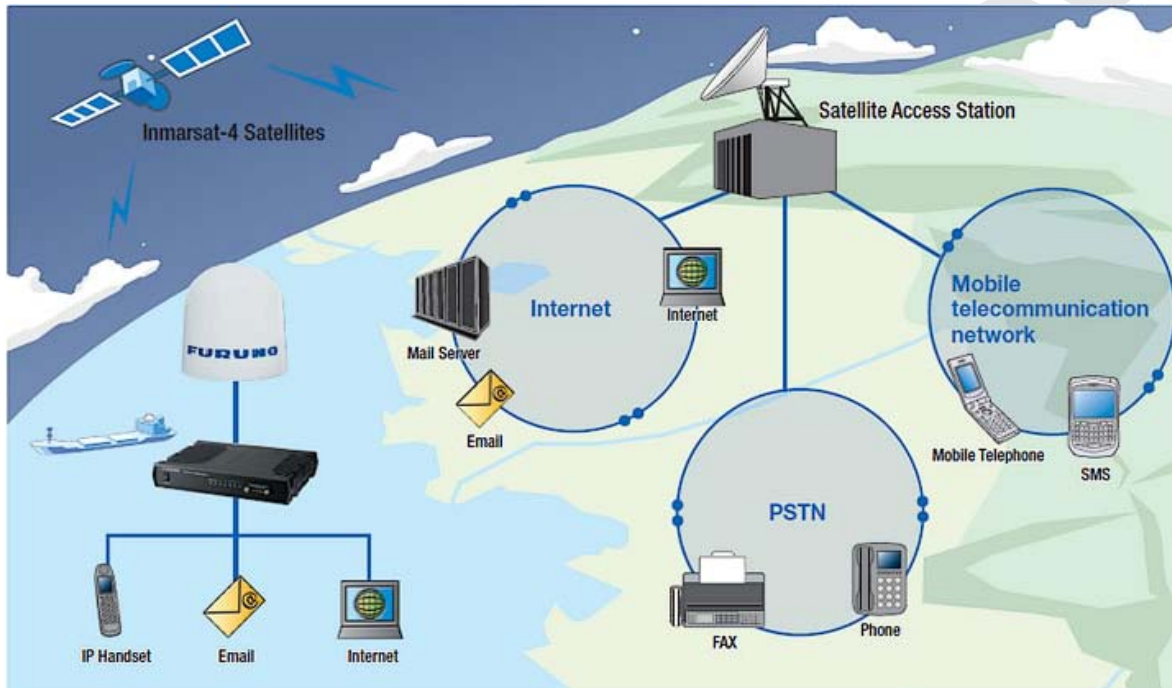 Inmarsat-4 Satellites
Satellite Access Station
Internet
Internet
Mail Server
Email
Mobile
telecommunication
network
Mobile Telephone
SMS
FURUNO
PSTN
FAX
Phone
IP Handset
Email
Internet